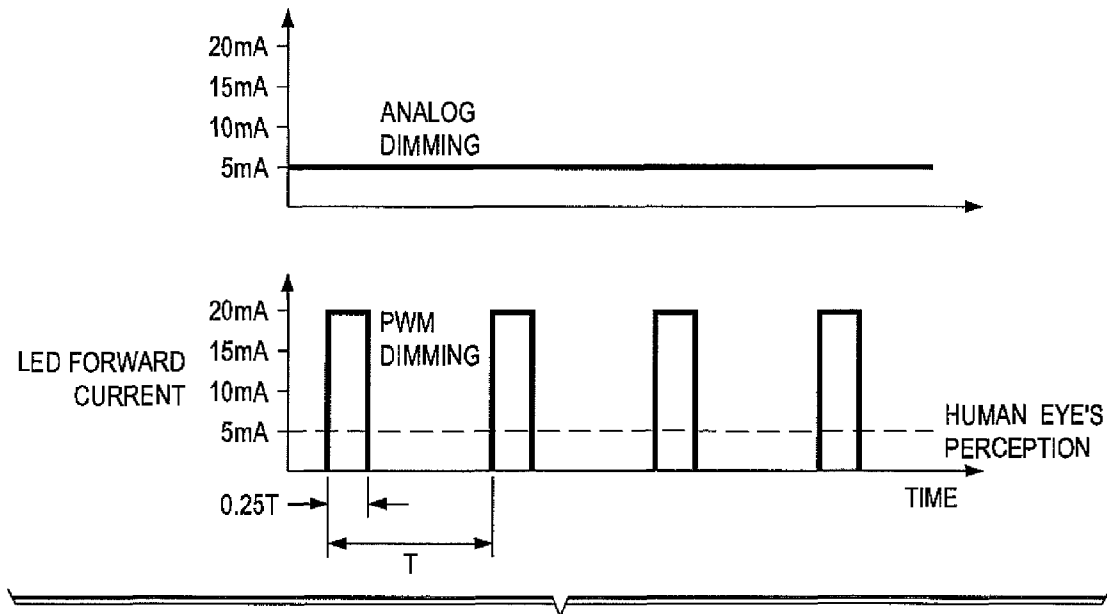 20mA
15mA
10mA
5mA
ANALOG
DIMMING
20mA
15mA
10mA
5mA
LED FORWARD
CURRENT
PWM
DIMMING
HUMAN EYE'S
PERCEPTION
TIME
0.25T
T